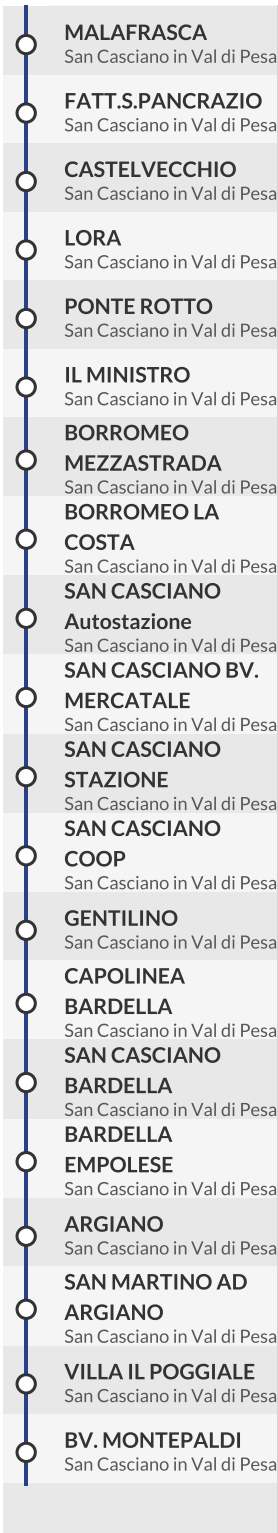 MALAFRASCA
San Casciano in Val di Pesa
FATT.S.PANCRAZIO
San Casciano in Val di Pesa
CASTELVECCHIO
San Casciano in Val di Pesa
LORA
San Casciano in Val di Pesa
PONTE ROTTO
San Casciano in Val di Pesa
IL MINISTRO
San Casciano in Val di Pesa
BORROMEO
MEZZASTRADA
San Casciano in Val di Pesa
BORROMEO LA
COSTA
San Casciano in Val di Pesa
SAN CASCIANO
Autostazione
San Casciano in Val di Pesa
SAN CASCIANO BV.
MERCATALE
San Casciano in Val di Pesa
SAN CASCIANO
STAZIONE
San Casciano in Val di Pesa
SAN CASCIANO
COOP
San Casciano in Val di Pesa
GENTILINO
San Casciano in Val di Pesa
CAPOLINEA
BARDELLA
San Casciano in Val di Pesa
SAN CASCIANO
BARDELLA
San Casciano in Val di Pesa
BARDELLA
EMPOLESE
San Casciano in Val di Pesa
ARGIANO
San Casciano in Val di Pesa
SAN MARTINO AD
ARGIANO
San Casciano in Val di Pesa
VILLA IL POGGIALE
San Casciano in Val di Pesa
BV. MONTEPALDI
San Casciano in Val di Pesa